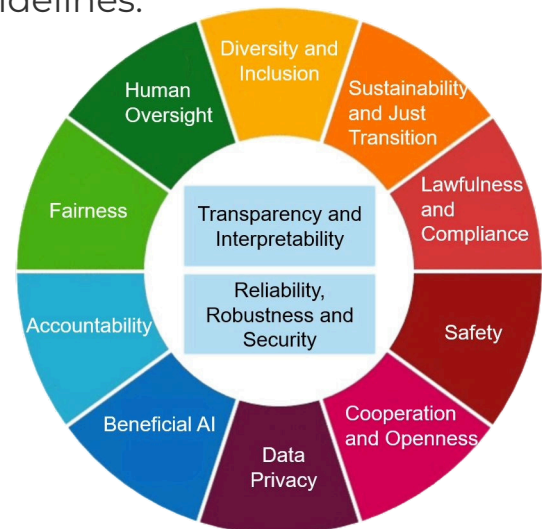 Diversity and
Inclusion
Sustainability
and Just
Transition
Lawfulness
and
Compliance
Safety
Cooperation
and Openness
Data
Privacy
Beneficial AI
Accountability
Fairness
Human
Oversight
Transparency and
Interpretability
Reliability,
Robustness and
Security